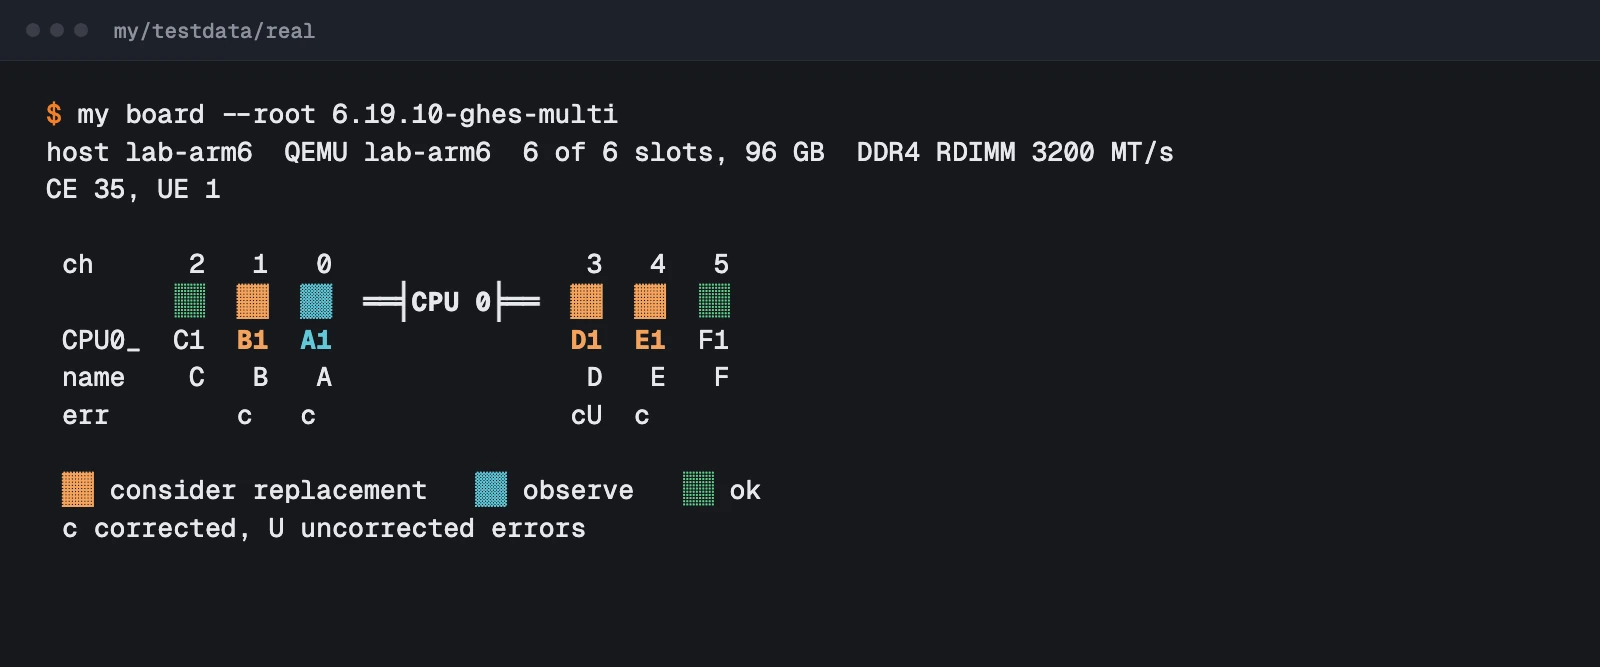 my/testdata/real
$ my board --root 6.19.10-ghes-multi
host lab-arm6  QEMU lab-arm6  6 of 6 slots, 96 GB  DDR4 RDIMM 3200 MT/s
CE 35, UE 1
ch 2 1 0 3 4 5
CPU 0
CPU0_ C1 B1 A1 D1 E1 F1
name C B A D E F
err c c cU c
consider replacement observe ok
c corrected, U uncorrected errors